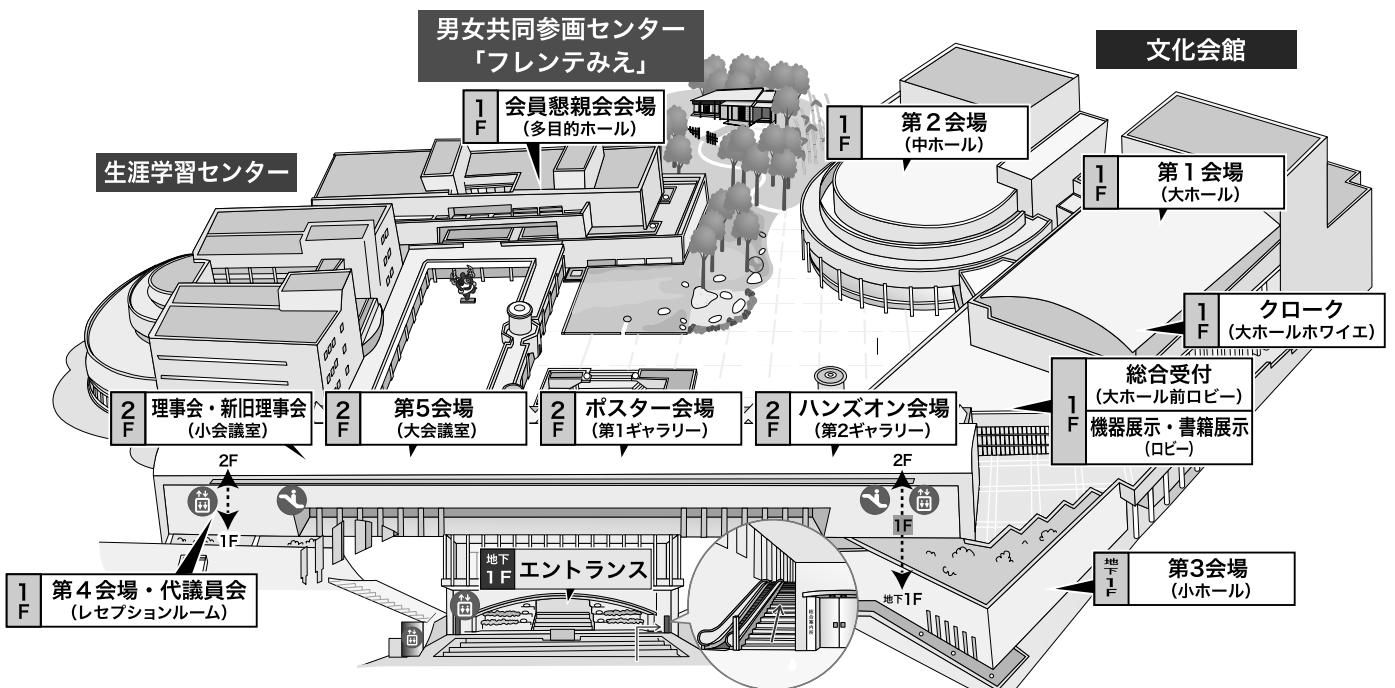 男女共同参画センター
「フレンテみえ」
文化会館
1F
会員懇親会会場
(多目的ホール)
1F
第2会場
(中ホール)
生涯学習センター
1F
第1会場
(大ホール)
1F
クローク
(大ホールホワイエ)
1F
総合受付
(大ホール前ロビー)
機器展示・書籍展示
(ロビー)
2F
理事会・新旧理事会
(小会議室)
2F
第5会場
(大会議室)
2F
ポスター会場
(第1ギャラリー)
2F
ハンズオン会場
(第2ギャラリー)
2F
1F
2F
1F
地下1F
1F
第4会場・代議員会
(レセプションルーム)
地下
1F
エントランス
地下1F
第3会場
(小ホール)